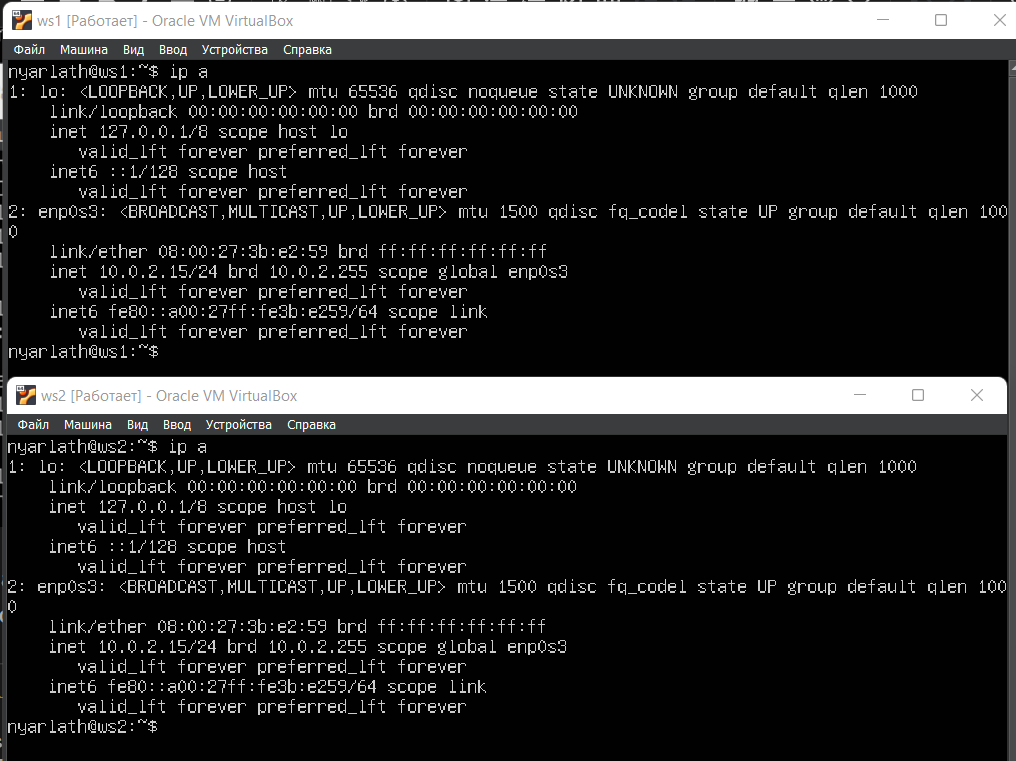 ws1 [Работает] - Oracle VM VirtualBox
Файл Машина Вид Ввод Устройства Справка
nyarlath@ws1:~$ ip a
1: lo: <LOOPBACK,UP,LOWER_UP> mtu 65536 qdisc noqueue state UNKNOWN group default qlen 1000
    link/loopback 00:00:00:00:00:00 brd 00:00:00:00:00:00
    inet 127.0.0.1/8 scope host lo
       valid_lft forever preferred_lft forever
    inet6 ::1/128 scope host
       valid_lft forever preferred_lft forever
2: enp0s3: <BROADCAST,MULTICAST,UP,LOWER_UP> mtu 1500 qdisc fq_codel state UP group default qlen 100
0
    link/ether 08:00:27:3b:e2:59 brd ff:ff:ff:ff:ff:ff
    inet 10.0.2.15/24 brd 10.0.2.255 scope global enp0s3
       valid_lft forever preferred_lft forever
    inet6 fe80::a00:27ff:fe3b:e259/64 scope link
       valid_lft forever preferred_lft forever
nyarlath@ws1:~$
ws2 [Работает] - Oracle VM VirtualBox
Файл Машина Вид Ввод Устройства Справка
nyarlath@ws2:~$ ip a
1: lo: <LOOPBACK,UP,LOWER_UP> mtu 65536 qdisc noqueue state UNKNOWN group default qlen 1000
    link/loopback 00:00:00:00:00:00 brd 00:00:00:00:00:00
    inet 127.0.0.1/8 scope host lo
       valid_lft forever preferred_lft forever
    inet6 ::1/128 scope host
       valid_lft forever preferred_lft forever
2: enp0s3: <BROADCAST,MULTICAST,UP,LOWER_UP> mtu 1500 qdisc fq_codel state UP group default qlen 100
0
    link/ether 08:00:27:3b:e2:59 brd ff:ff:ff:ff:ff:ff
    inet 10.0.2.15/24 brd 10.0.2.255 scope global enp0s3
       valid_lft forever preferred_lft forever
    inet6 fe80::a00:27ff:fe3b:e259/64 scope link
       valid_lft forever preferred_lft forever
nyarlath@ws2:~$